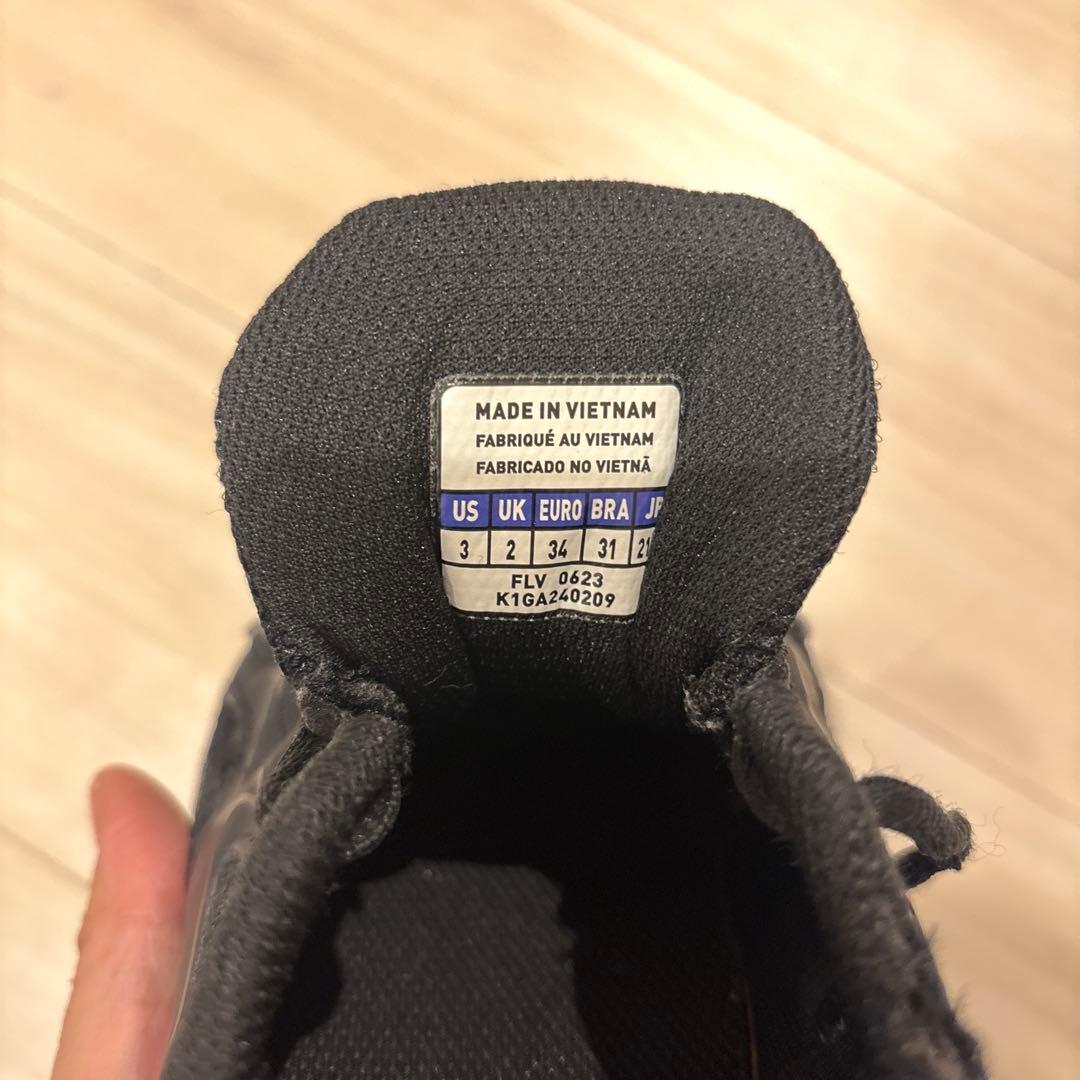 MADE IN VIETNAM
FABRIQUÉ AU VIETNAM
FABRICADO NO VIETNÃ
US UK EURO BRA
3 2 34 31
FLV 0623
K1GA240209